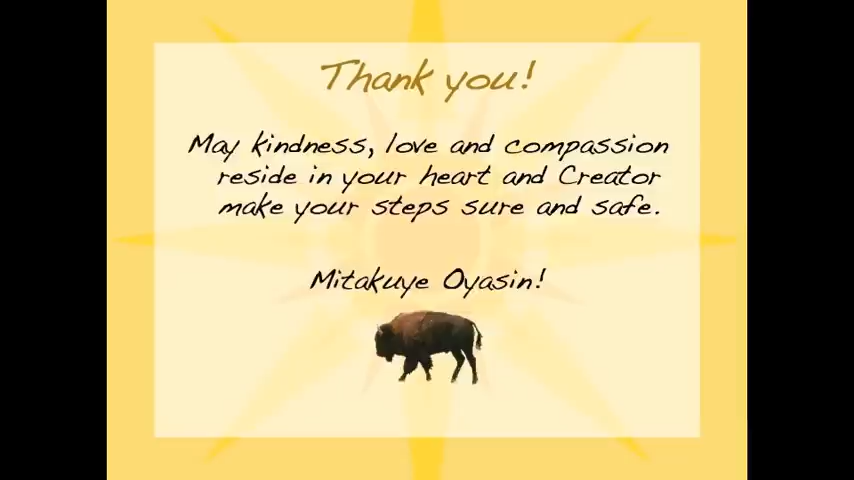 Thank you!
May kindness, love and compassion
reside in your heart and Creator
make your steps sure and safe.
Mitakuye Oyasin!